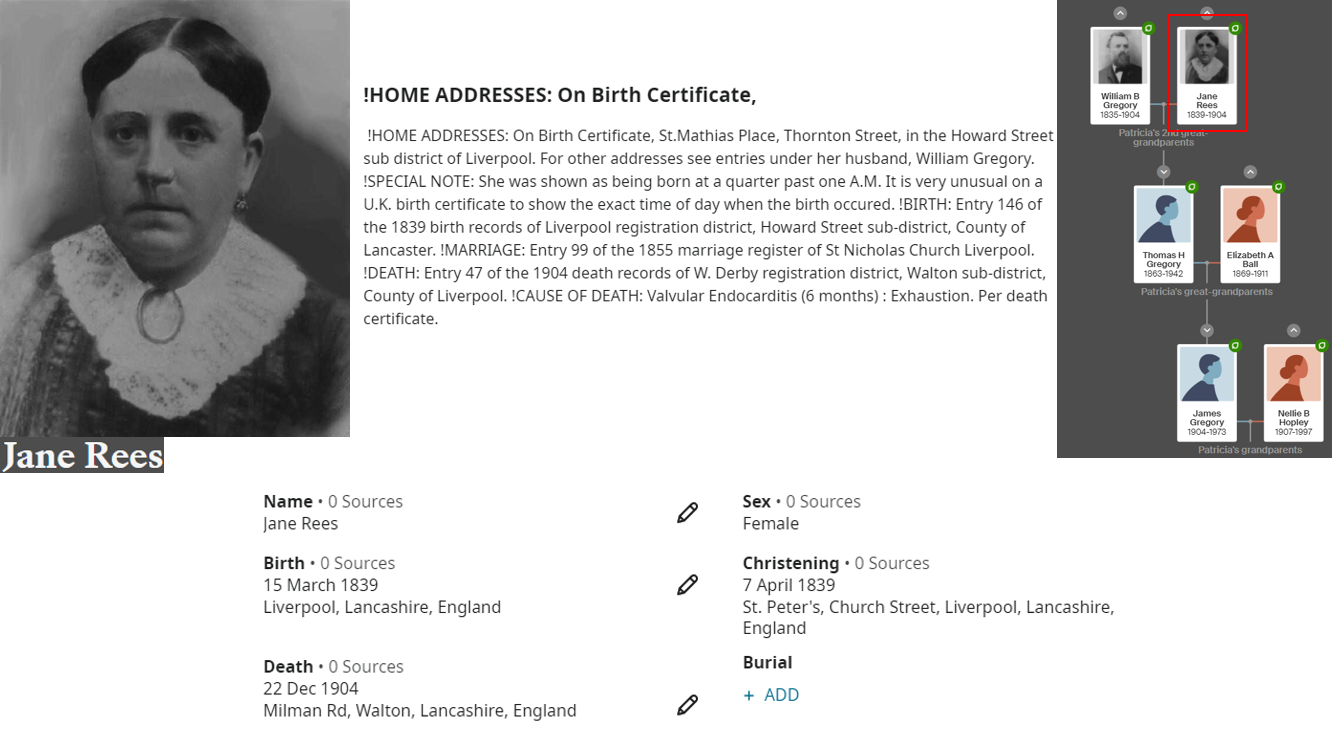 !HOME ADDRESSES: On Birth Certificate,
!HOME ADDRESSES: On Birth Certificate, St.Mathias Place, Thornton Street, in the Howard Street
sub district of Liverpool. For other addresses see entries under her husband, William Gregory.
!SPECIAL NOTE: She was shown as being born at a quarter past one A.M. It is very unusual on a
U.K. birth certificate to show the exact time of day when the birth occured. !BIRTH: Entry 146 of
the 1839 birth records of Liverpool registration district, Howard Street sub-district, County of
Lancaster. !MARRIAGE: Entry 99 of the 1855 marriage register of St Nicholas Church Liverpool.
!DEATH: Entry 47 of the 1904 death records of W. Derby registration district, Walton sub-district,
County of Liverpool. !CAUSE OF DEATH: Valvular Endocarditis (6 months) : Exhaustion. Per death
certificate.
William B
Gregory
1835-1904
Jane
Rees
1839-1904
Patricia's 2nd great-
grandparents
Thomas H
Gregory
1863-1942
Elizabeth A
Ball
1869-1911
Patricia's great-grandparents
James
Gregory
1904-1973
Nellie B
Hopley
1907-1997
Patricia's grandparents
Jane Rees
Name • 0 Sources
Jane Rees
Sex • 0 Sources
Female
Birth • 0 Sources
15 March 1839
Liverpool, Lancashire, England
Christening • 0 Sources
7 April 1839
St. Peter's, Church Street, Liverpool, Lancashire,
England
Death • 0 Sources
22 Dec 1904
Milman Rd, Walton, Lancashire, England
Burial
+ ADD